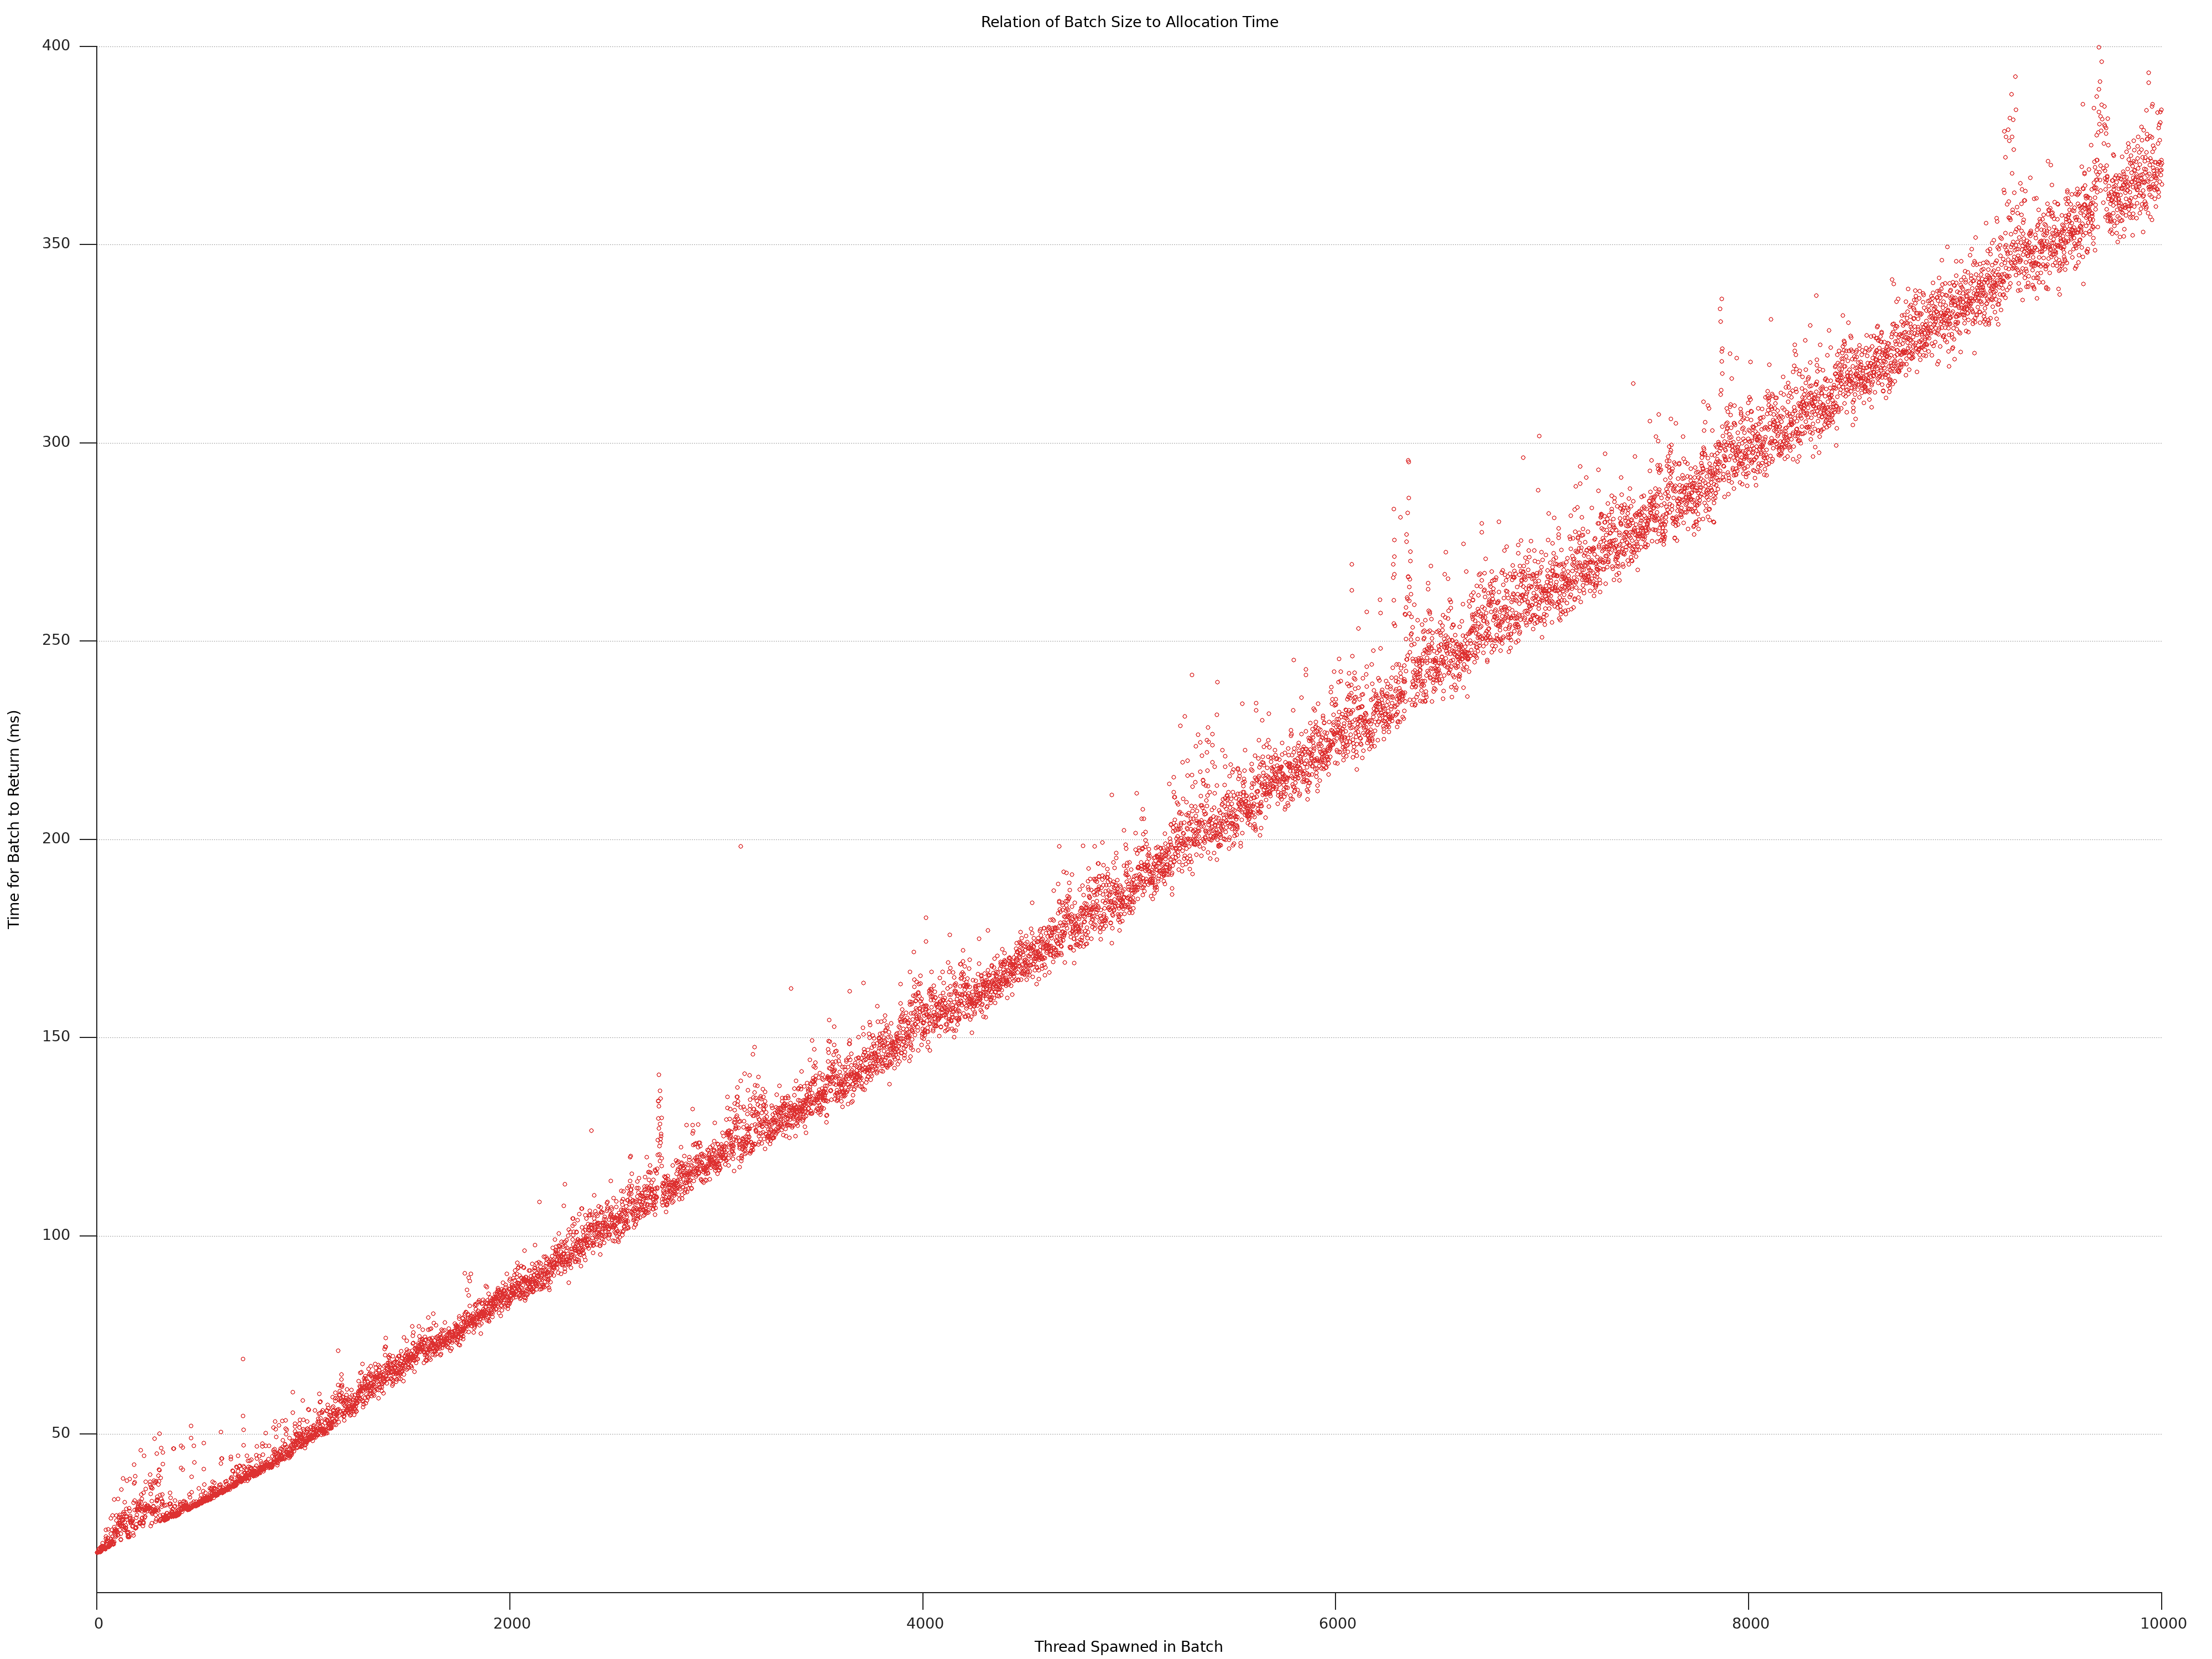 Relation of Batch Size to Allocation Time
400
350
300
250
200
150
100
50
Time for Batch to Return (ms)
0 2000 4000 6000 8000 10000
Thread Spawned in Batch